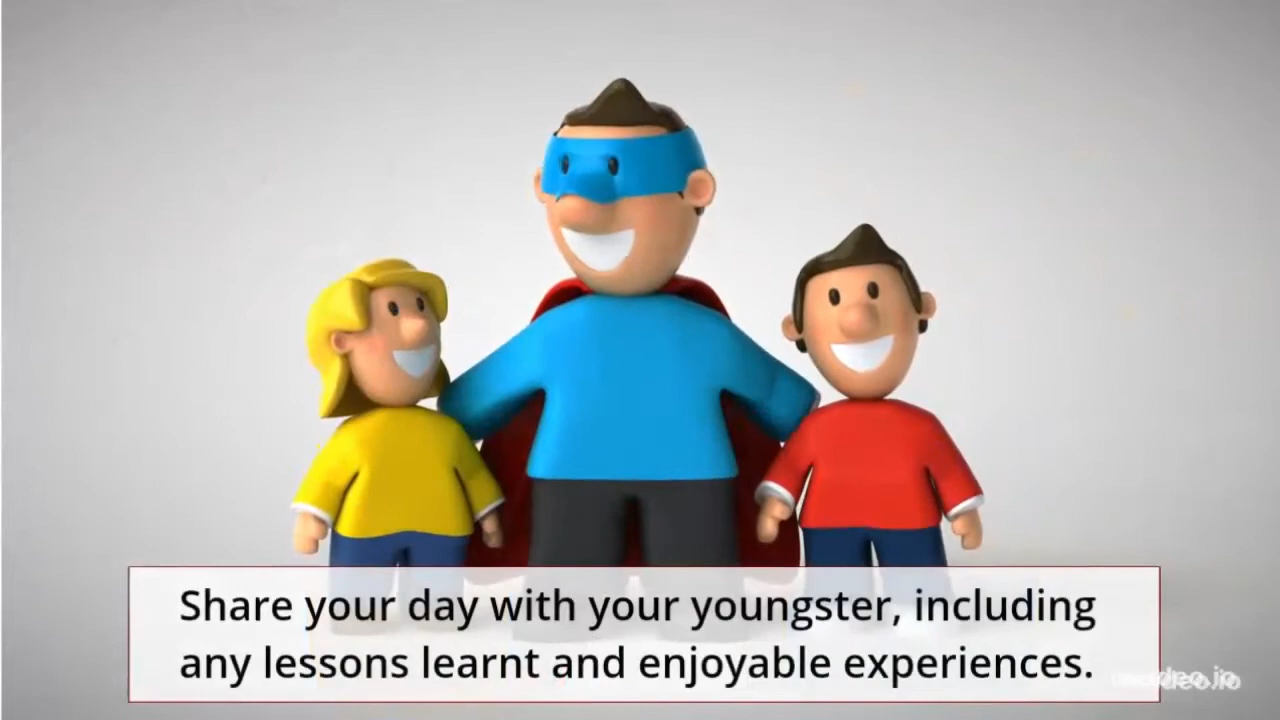 Share your day with your youngster, including
any lessons learnt and enjoyable experiences.